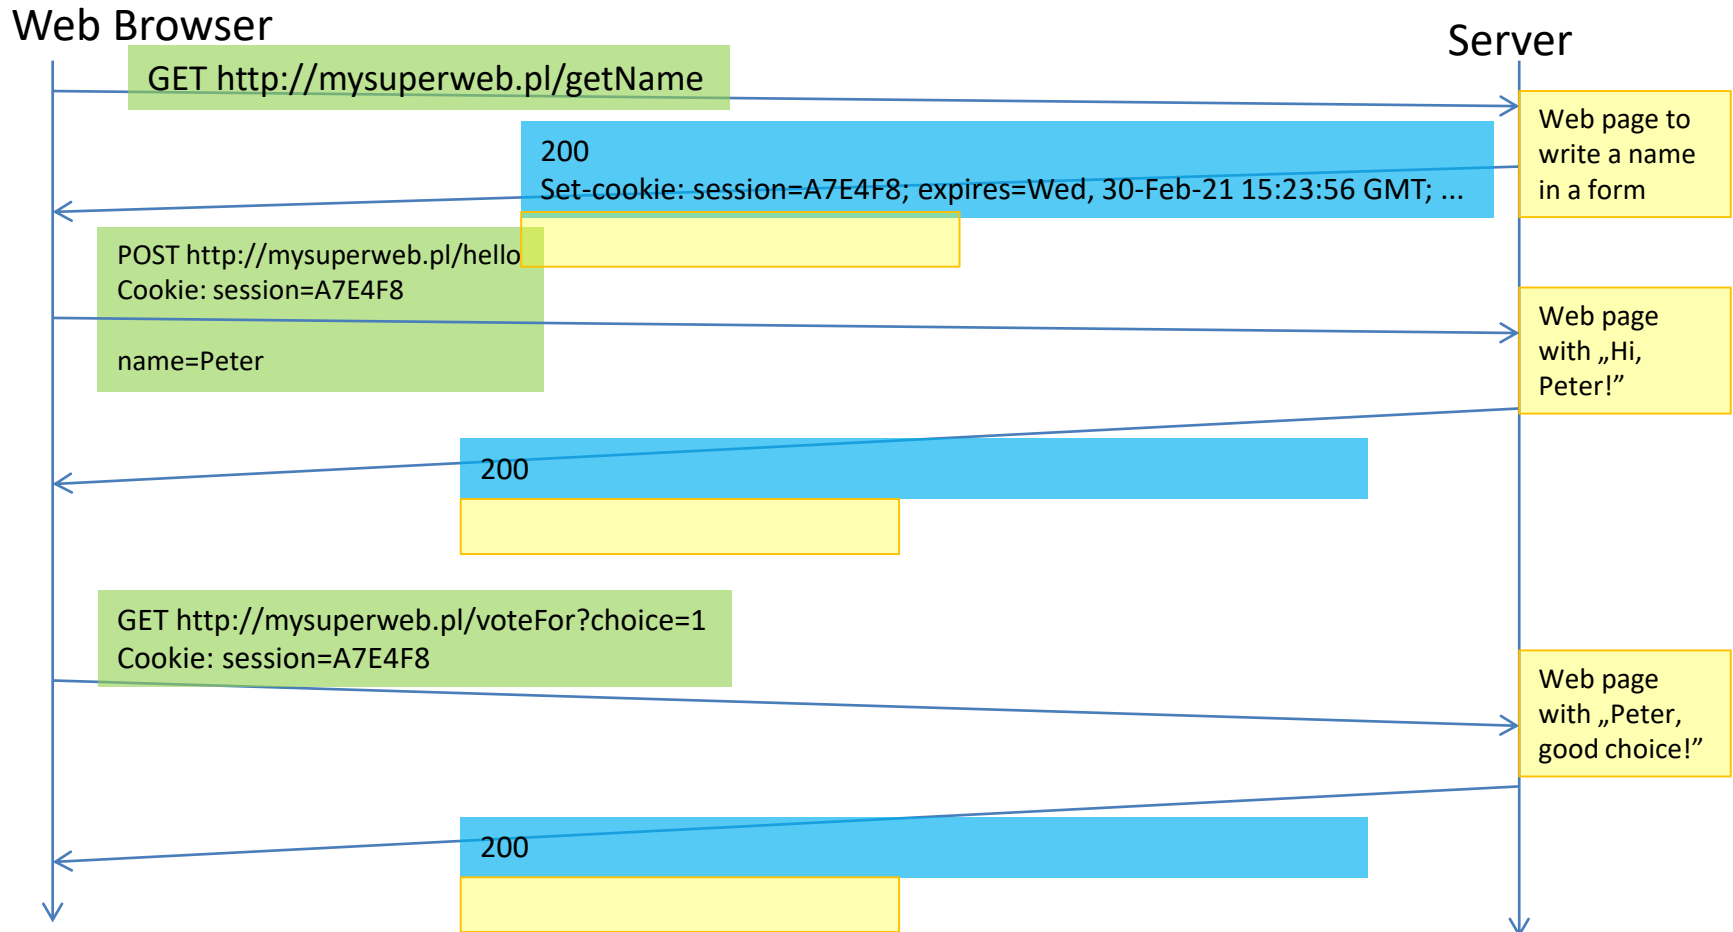 Web Browser
Server
GET http://mysuperweb.pl/getName
Web page to
write a name
in a form
200
Set-cookie: session=A7E4F8; expires=Wed, 30-Feb-21 15:23:56 GMT; ...
POST http://mysuperweb.pl/hello
Cookie: session=A7E4F8
name=Peter
Web page
with „Hi,
Peter!”
200
GET http://mysuperweb.pl/voteFor?choice=1
Cookie: session=A7E4F8
Web page
with „Peter,
good choice!”
200